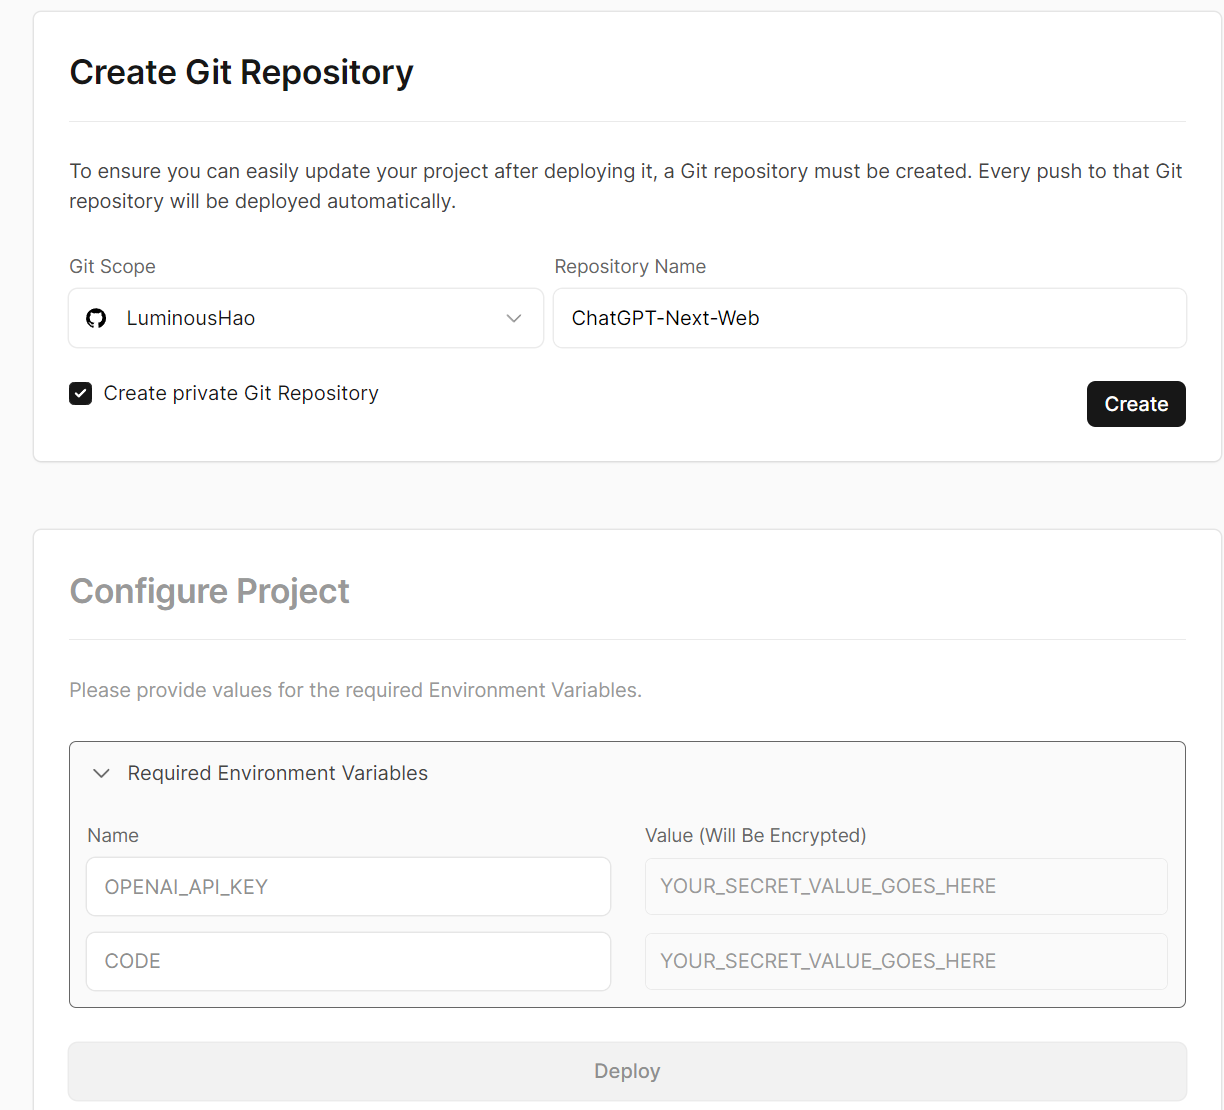 Create Git Repository
To ensure you can easily update your project after deploying it, a Git repository must be created. Every push to that Git
repository will be deployed automatically.
Git Scope
Repository Name
LuminousHao
ChatGPT-Next-Web
Create private Git Repository
Create
Configure Project
Please provide values for the required Environment Variables.
Required Environment Variables
Name
Value (Will Be Encrypted)
OPENAI_API_KEY
YOUR_SECRET_VALUE_GOES_HERE
CODE
YOUR_SECRET_VALUE_GOES_HERE
Deploy